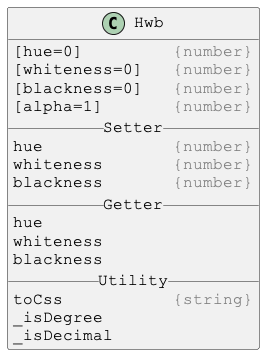 C Hwb
[hue=0] {number}
[whiteness=0] {number}
[blackness=0] {number}
[alpha=1] {number}
Setter
hue {number}
whiteness {number}
blackness {number}
Getter
hue
whiteness
blackness
Utility
toCss {string}
_isDegree
_isDecimal